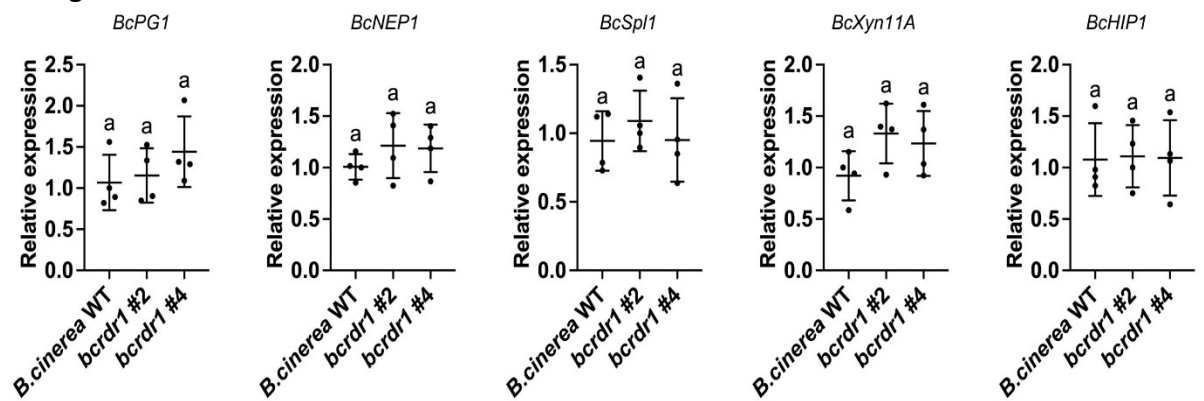 BcPG1
BcNEP1
BcSpl1
BcXyn11A
BcHIP1
Relative expression
2.5
2.0
1.5
1.0
0.5
0.0
a
a
a
B.cinerea WT
bcrdr1 #2
bcrdr1 #4
Relative expression
2.0
1.5
1.0
0.5
0.0
a
a
a
B.cinerea WT
bcrdr1 #2
bcrdr1 #4
Relative expression
1.5
1.0
0.5
0.0
a
a
a
B.cinerea WT
bcrdr1 #2
bcrdr1 #4
Relative expression
2.0
1.5
1.0
0.5
0.0
a
a
a
B.cinerea WT
bcrdr1 #2
bcrdr1 #4
Relative expression
2.0
1.5
1.0
0.5
0.0
a
a
a
B.cinerea WT
bcrdr1 #2
bcrdr1 #4